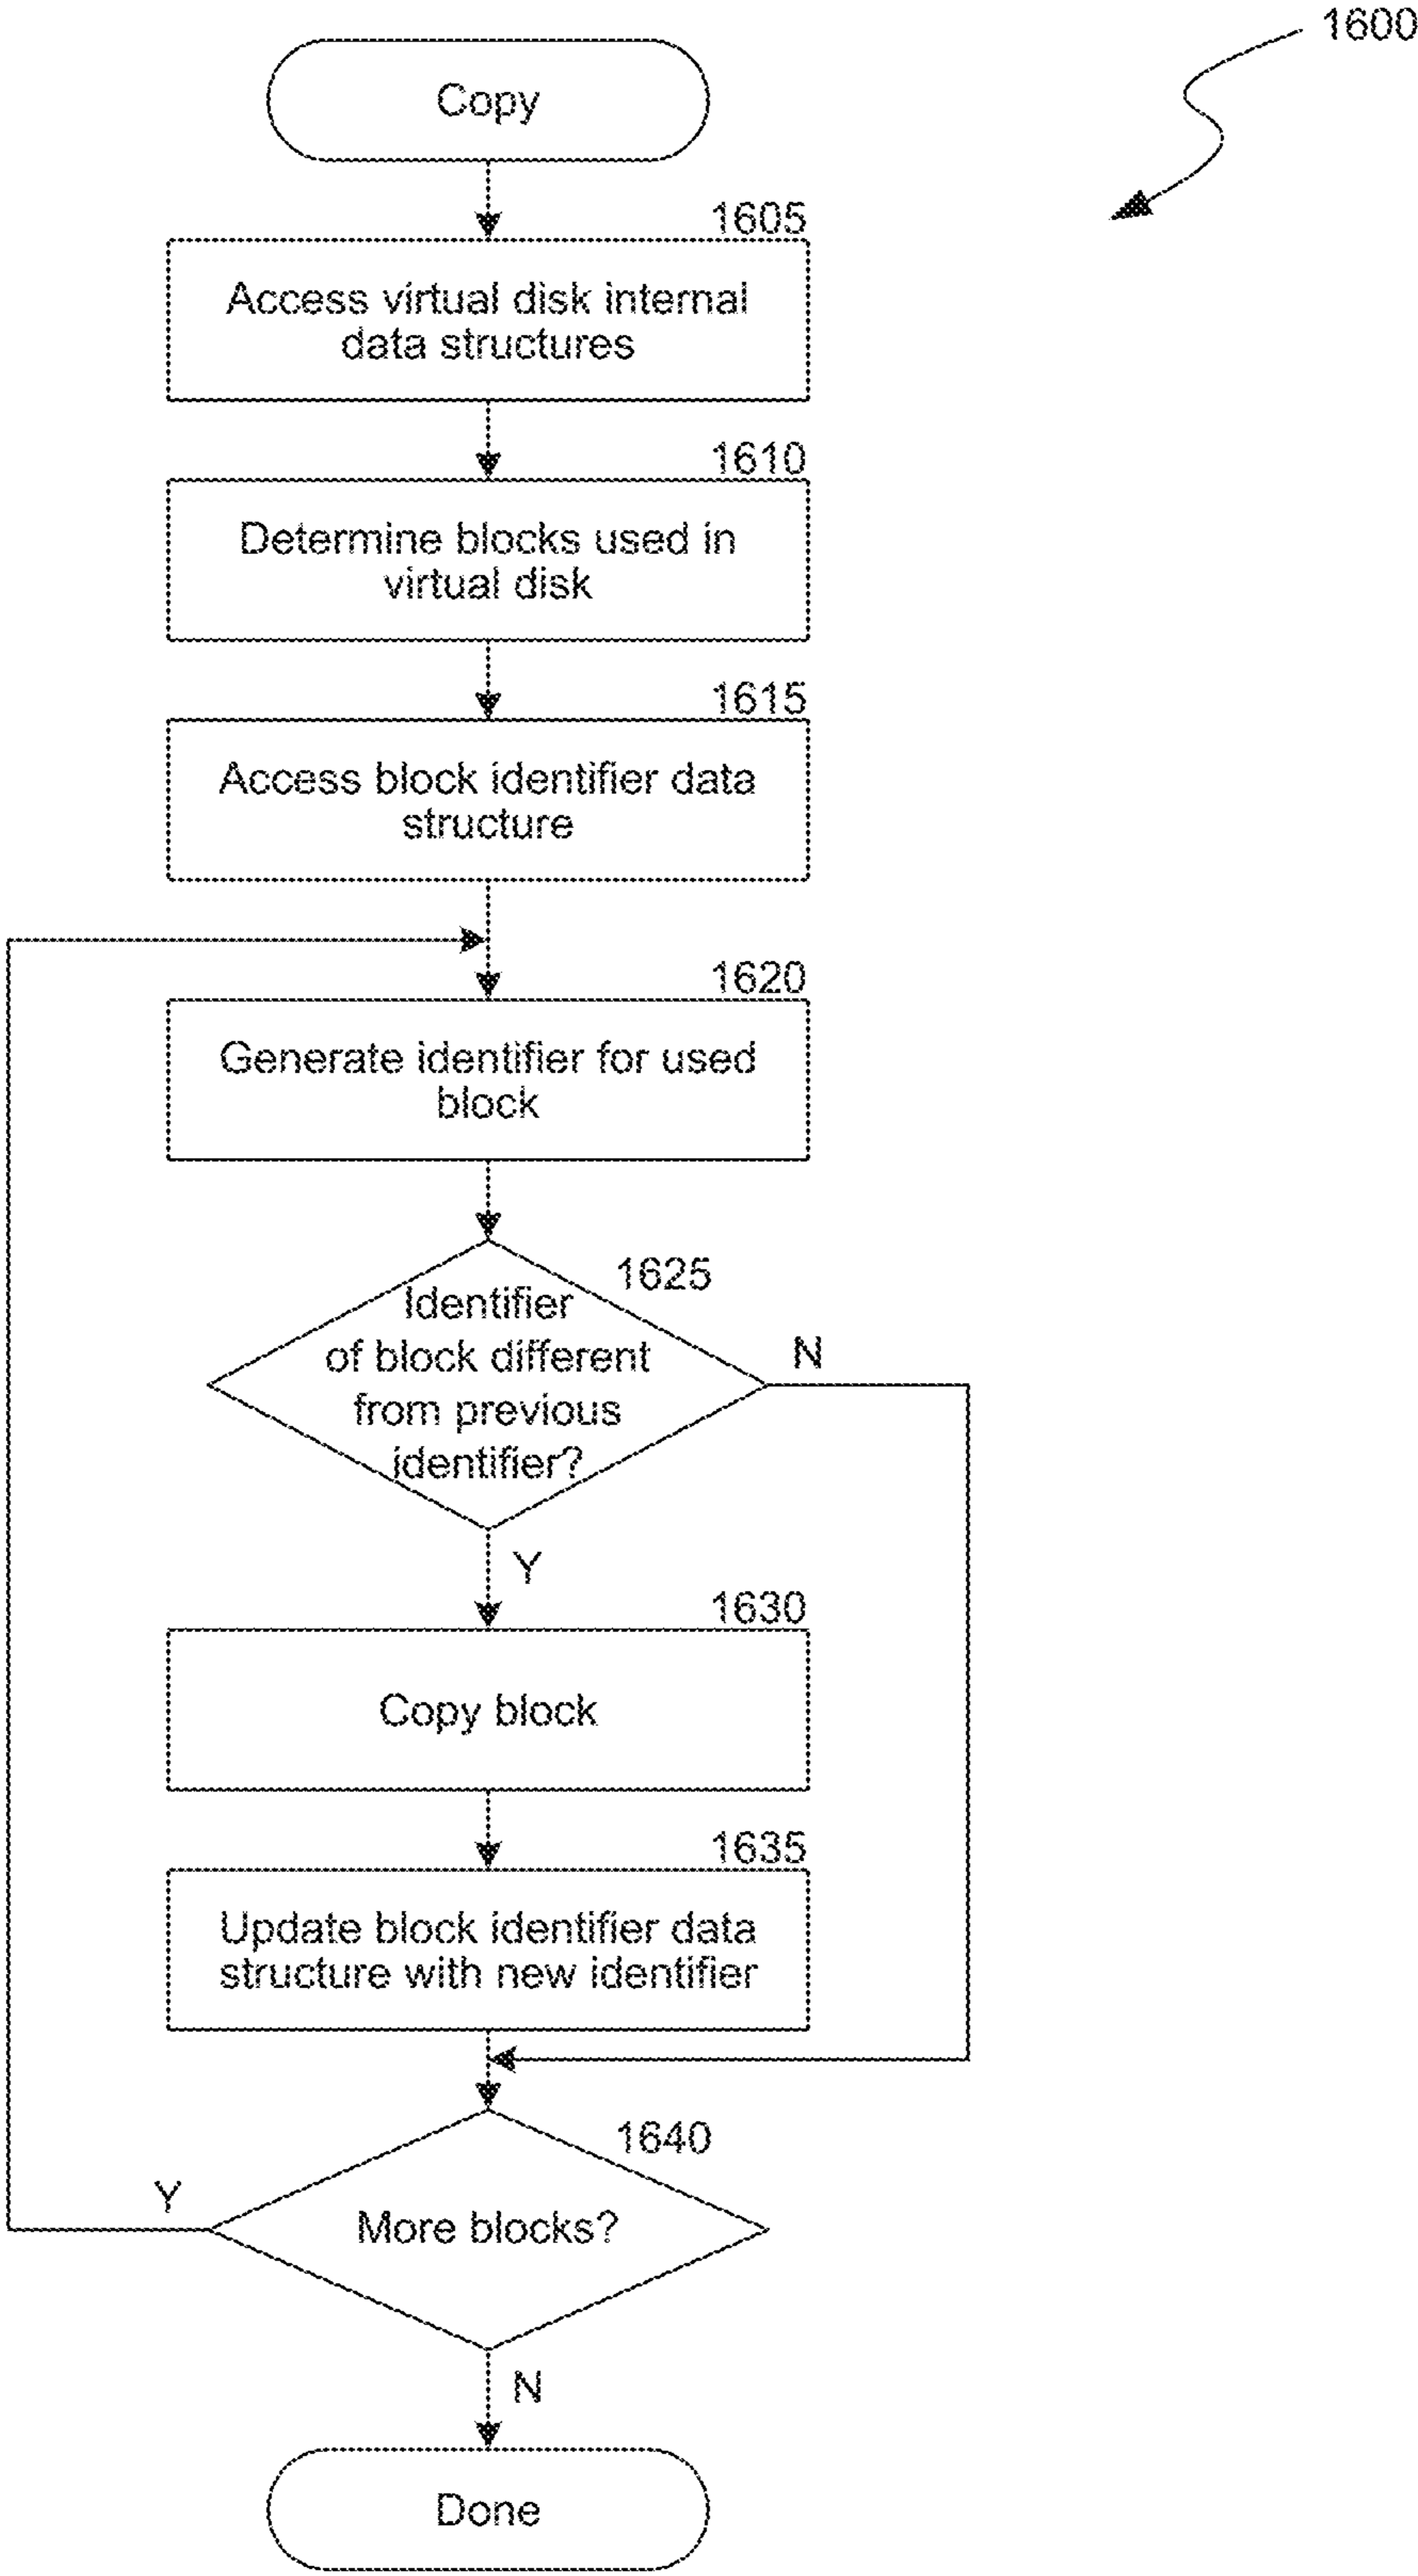 1600
Copy
1605
Access virtual disk internal
data structures
1610
Determine blocks used in
virtual disk
1615
Access block identifier data
structure
1620
Generate identifier for used
block
1625
Identifier
of block different
from previous
identifier?
N
Y
1630
Copy block
1635
Update block identifier data
structure with new identifier
1640
Y
More blocks?
N
Done